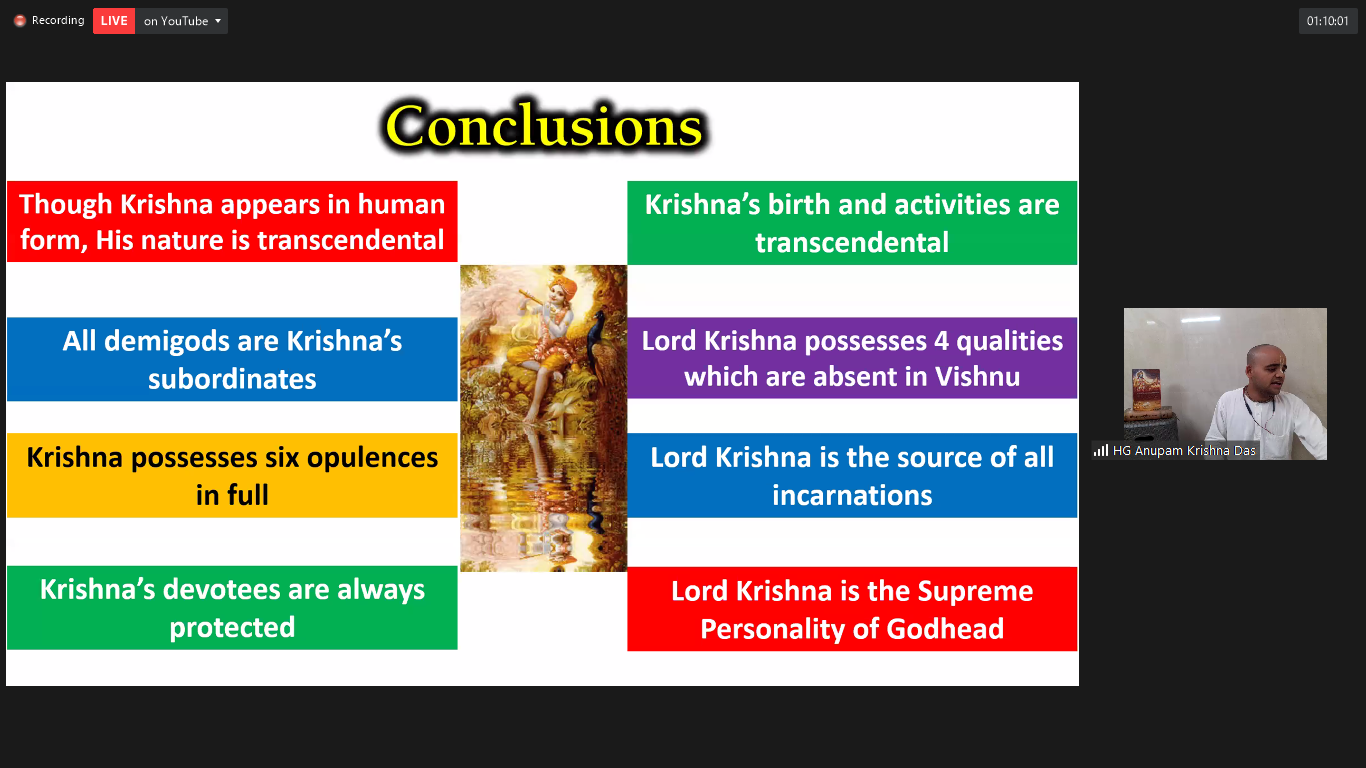 Recording
LIVE
on YouTube
01:10:01
Conclusions
Though Krishna appears in human
form, His nature is transcendental
All demigods are Krishna’s
subordinates
Krishna possesses six opulences
in full
Krishna’s devotees are always
protected
Krishna’s birth and activities are
transcendental
Lord Krishna possesses 4 qualities
which are absent in Vishnu
Lord Krishna is the source of all
incarnations
Lord Krishna is the Supreme
Personality of Godhead
HG Anupam Krishna Das